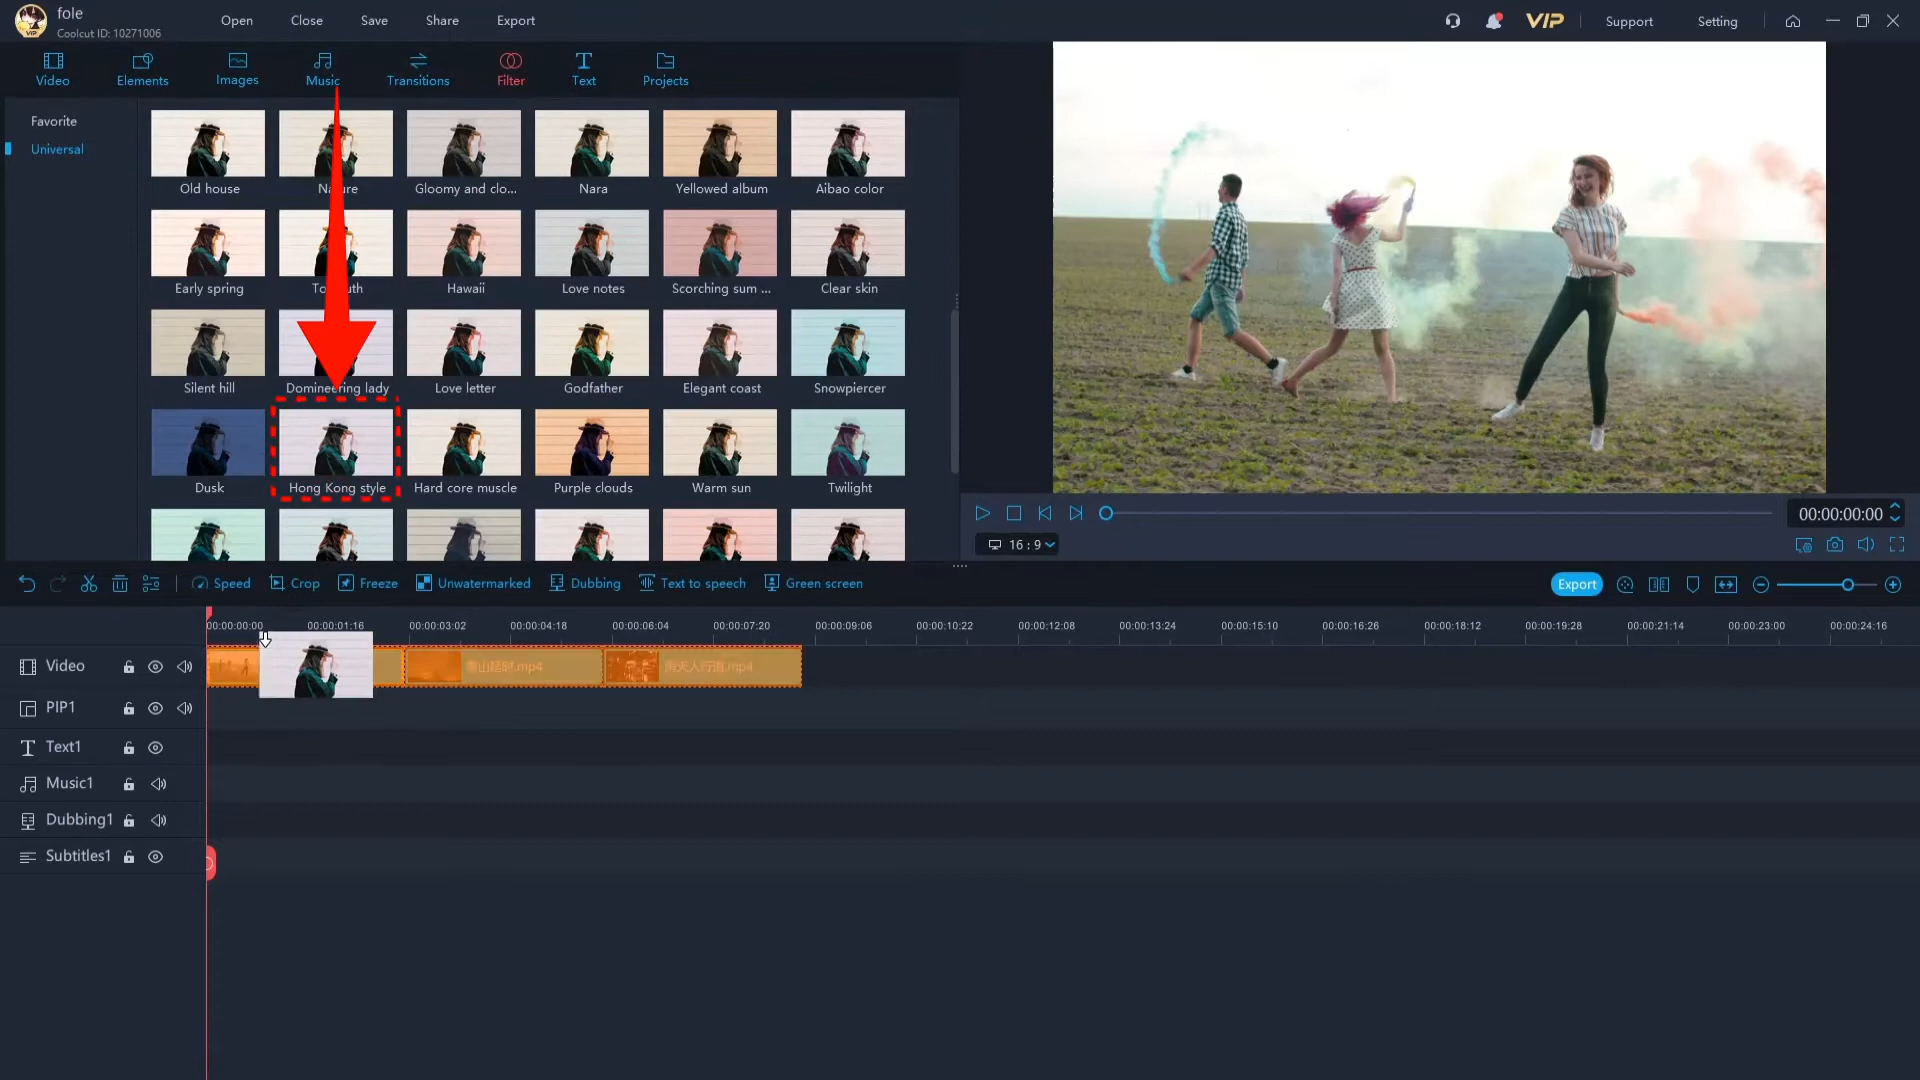 fole
Coolcut ID: 10271006
Open Close Save Share Export
VIP Support Setting
Video Elements Images Music Transitions Filter Text Projects
Favorite
Universal
Old house Nature Gloomy and clo... Nara Yellowed album Aibao color
Early spring Hawaii Love notes Scorching sum ... Clear skin
Silent hill Domineering lady Love letter Godfather Elegant coast Snowpiercer
Dusk Hong Kong style Hard core muscle Purple clouds Warm sun Twilight
00:00:00:00
16 : 9
Speed Crop Freeze Unwatermarked Dubbing Text to speech Green screen
Export
00:00:00:00 00:00:01:16 00:00:03:02 00:00:04:18 00:00:06:04 00:00:07:20 00:00:09:06 00:00:10:22 00:00:12:08 00:00:13:24 00:00:15:10 00:00:16:26 00:00:18:12 00:00:19:28 00:00:21:14 00:00:23:00 00:00:24:16
Video .mp4 雨天人行道.mp4
PIP1
Text1
Music1
Dubbing1
Subtitles1